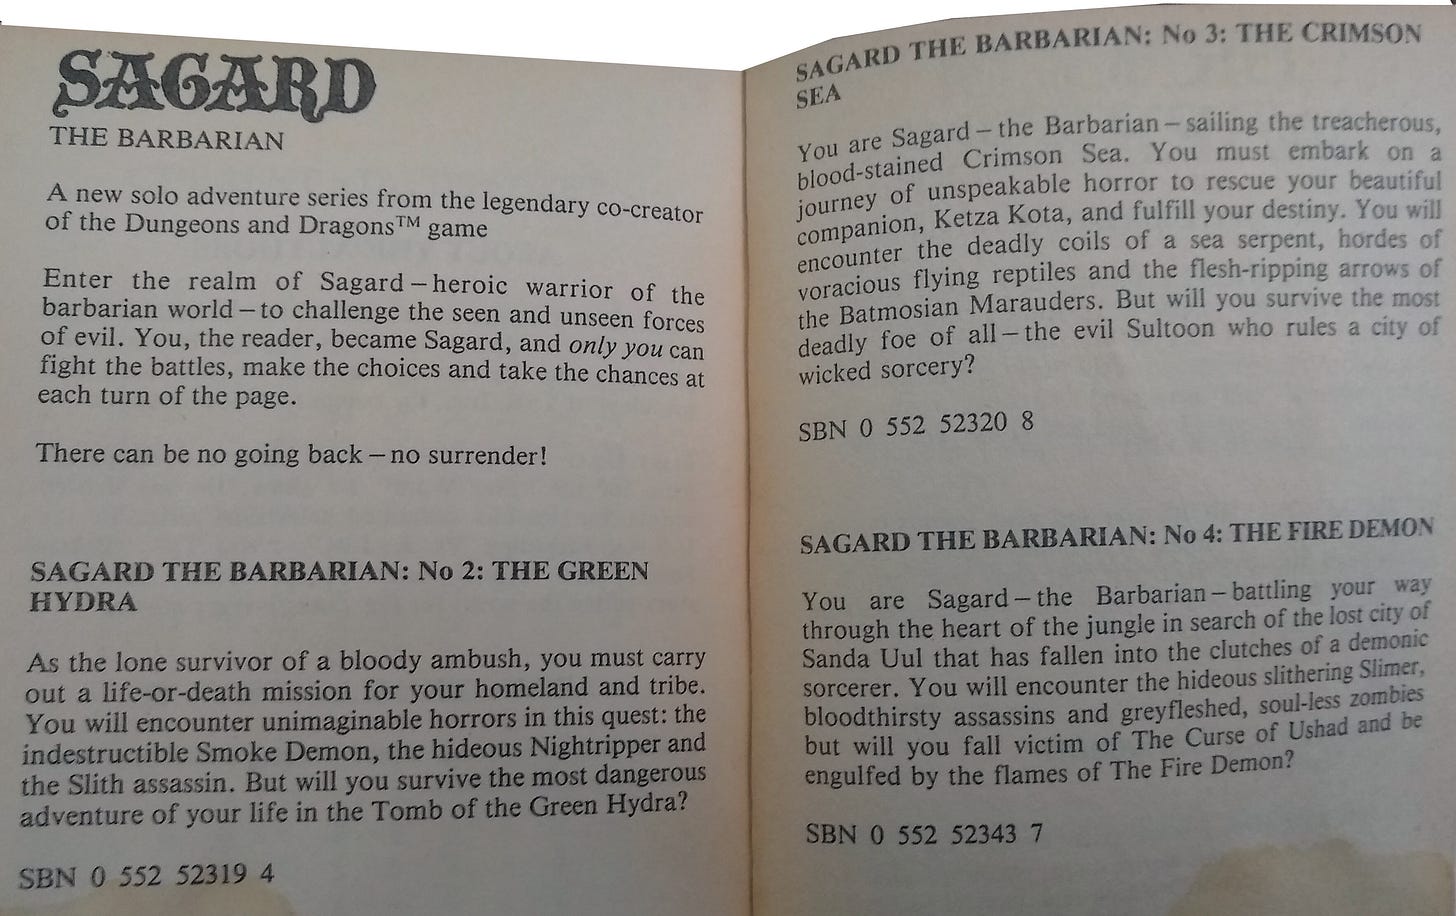 SAGARD
THE BARBARIAN
A new solo adventure series from the legendary co-creator
of the Dungeons and Dragons™ game
Enter the realm of Sagard – heroic warrior of the
barbarian world – to challenge the seen and unseen forces
of evil. You, the reader, became Sagard, and only you can
fight the battles, make the choices and take the chances at
each turn of the page.
There can be no going back – no surrender!
SAGARD THE BARBARIAN: No 2: THE GREEN
HYDRA
As the lone survivor of a bloody ambush, you must carry
out a life-or-death mission for your homeland and tribe.
You will encounter unimaginable horrors in this quest: the
indestructible Smoke Demon, the hideous Nightripper and
the Slith assassin. But will you survive the most dangerous
adventure of your life in the Tomb of the Green Hydra?
SBN 0 552 52319 4
SAGARD THE BARBARIAN: No 3: THE CRIMSON
SEA
You are Sagard – the Barbarian – sailing the treacherous,
blood-stained Crimson Sea. You must embark on a
journey of unspeakable horror to rescue your beautiful
companion, Ketza Kota, and fulfill your destiny. You will
encounter the deadly coils of a sea serpent, hordes of
voracious flying reptiles and the flesh-ripping arrows of
the Batmosian Marauders. But will you survive the most
deadly foe of all – the evil Sultoon who rules a city of
wicked sorcery?
SBN 0 552 52320 8
SAGARD THE BARBARIAN: No 4: THE FIRE DEMON
You are Sagard – the Barbarian – battling your way
through the heart of the jungle in search of the lost city of
Sanda Uul that has fallen into the clutches of a demonic
sorcerer. You will encounter the hideous slithering Slimer,
bloodthirsty assassins and greyfleshed, soul-less zombies
but will you fall victim of The Curse of Ushad and be
engulfed by the flames of The Fire Demon?
SBN 0 552 52343 7